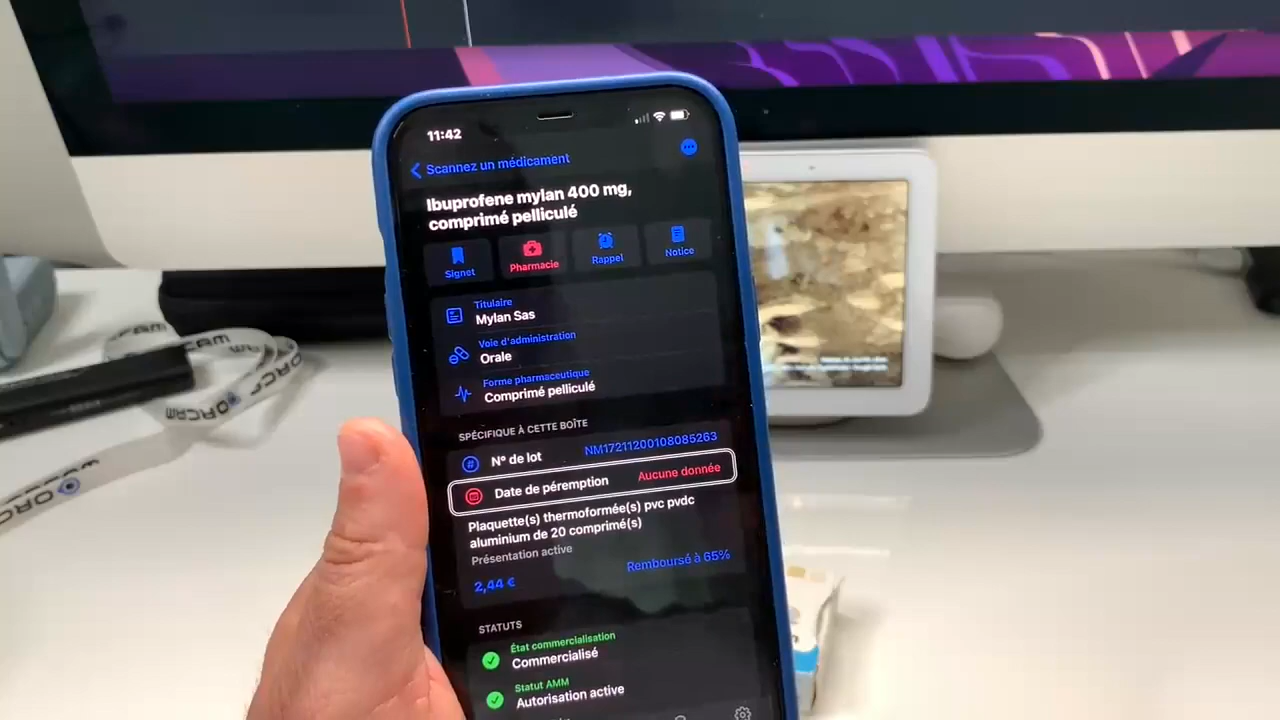 11:42
Scannez un médicament
Ibuprofene mylan 400 mg,
comprimé pelliculé
Signet
Pharmacie
Rappel
Notice
Titulaire
Mylan Sas
Voie d'administration
Orale
Forme pharmaceutique
Comprimé pelliculé
SPÉCIFIQUE À CETTE BOÎTE
N° de lot
NM17211200108085263
Date de péremption
Aucune donnée
Plaquette(s) thermoformée(s) pvc pvdc
aluminium de 20 comprimé(s)
Présentation active
2,44 €
Remboursé à 65%
STATUTS
État commercialisation
Commercialisé
Statut AMM
Autorisation active
ORCAM
ORCAM